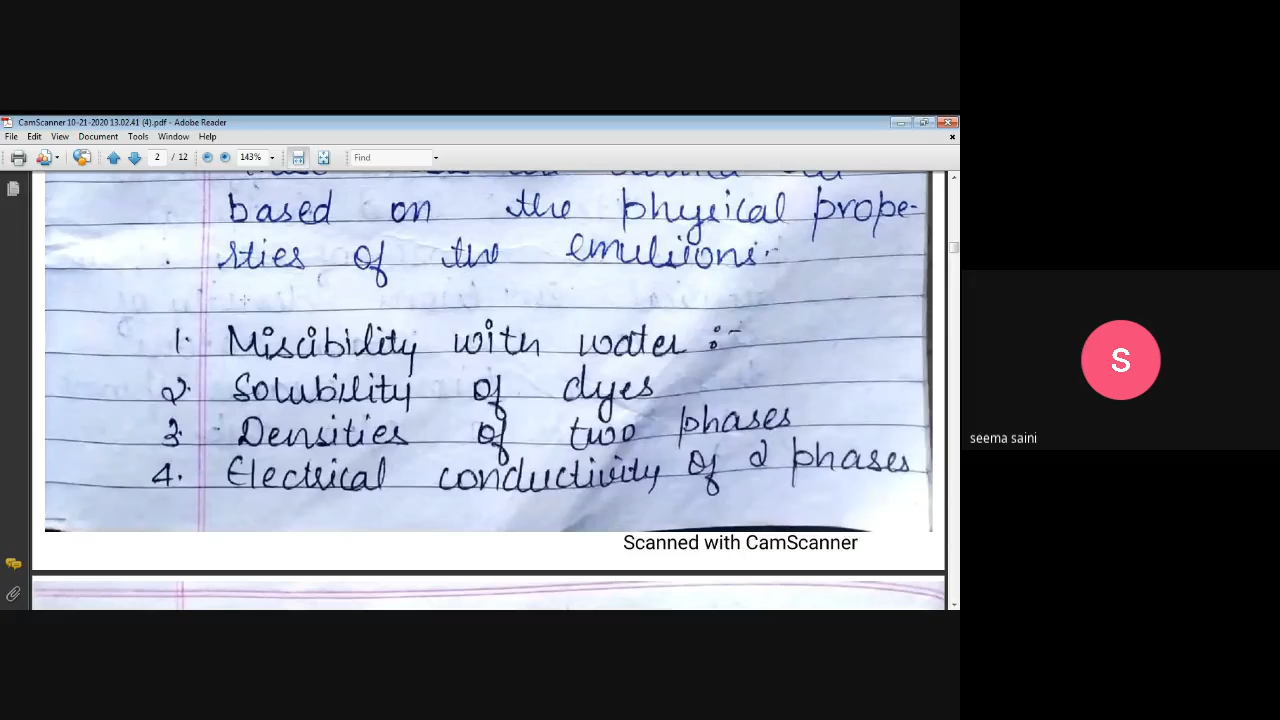 CamScanner 10-21-2020 13.02.41 (4).pdf - Adobe Reader
File Edit View Document Tools Window Help
2 / 12 143% Find
based on the physical prope-
rties of the emulsions:-
1. Miscibility with water :-
2. Solubility of dyes
3. Densities of two phases
4. Electrical conductivity of 2 phases
Scanned with CamScanner
S
seema saini